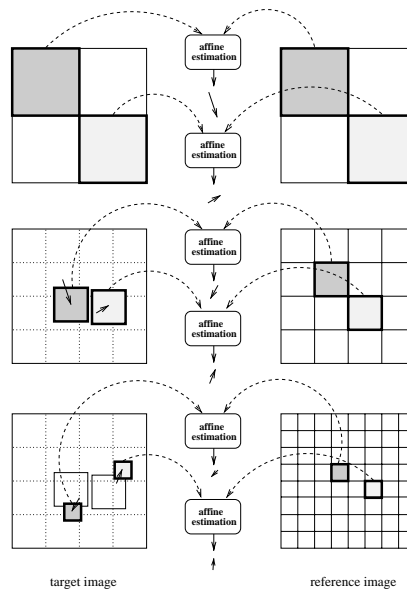 affine
estimation
affine
estimation
affine
estimation
affine
estimation
affine
estimation
affine
estimation
target image
reference image